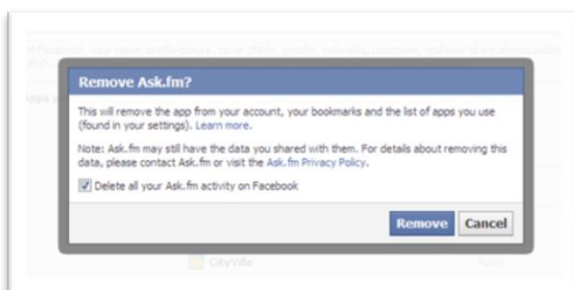 Remove Ask.fm?
This will remove the app from your account, your bookmarks and the list of apps you use
(found in your settings). Learn more.
Note: Ask.fm may still have the data you shared with them. For details about removing this
data, please contact Ask.fm or visit the Ask.fm Privacy Policy.
Delete all your Ask.fm activity on Facebook
Remove Cancel
CityVille